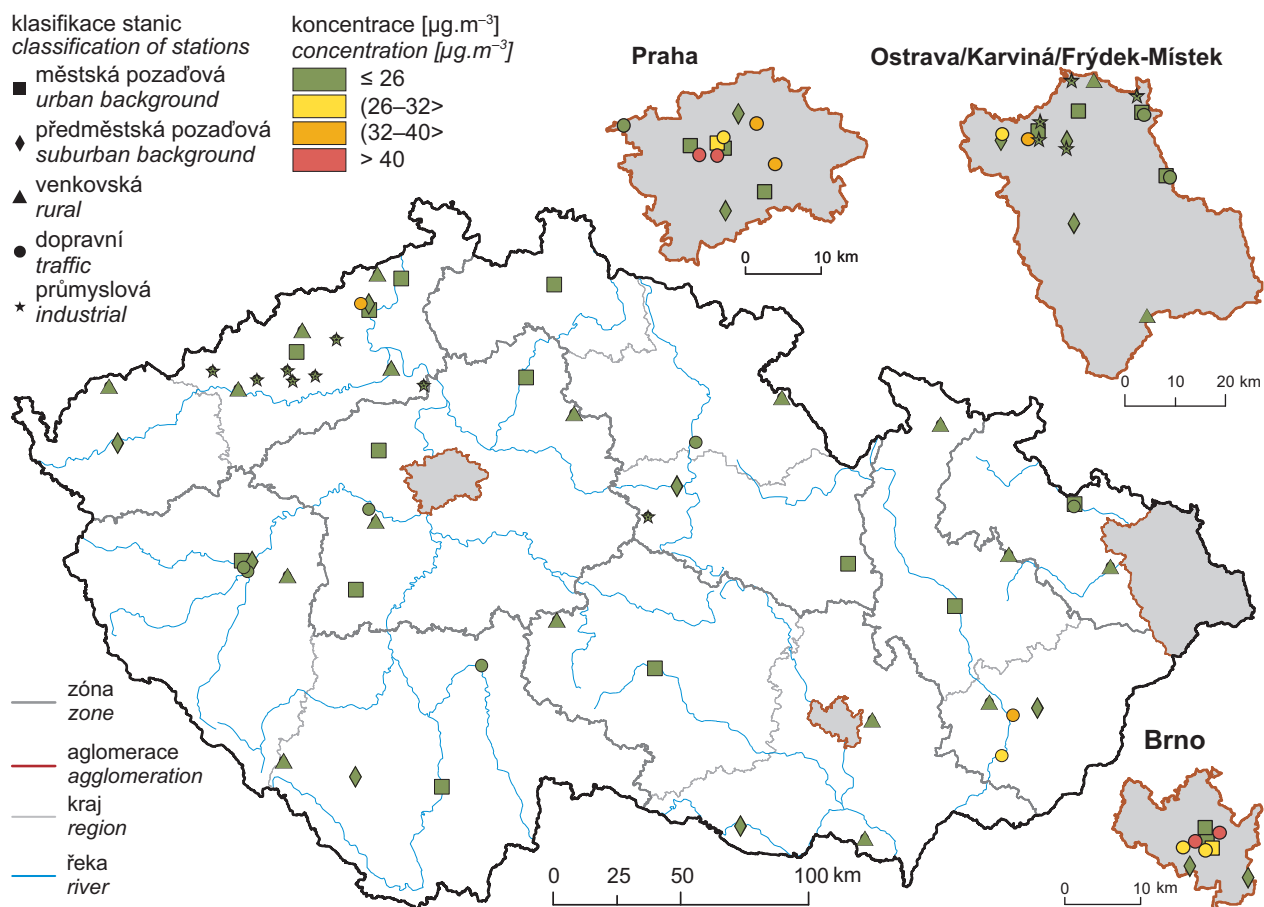 klasifikace stanic
classification of stations
městská pozaďová
urban background
předměstská pozaďová
suburban background
venkovská
rural
dopravní
traffic
průmyslová
industrial
koncentrace [µg.m⁻³]
concentration [µg.m⁻³]
≤ 26
(26–32>
(32–40>
> 40
Praha
0 10 km
Ostrava/Karviná/Frýdek-Místek
0 10 20 km
zóna
zone
aglomerace
agglomeration
kraj
region
řeka
river
0 25 50 100 km
Brno
0 10 km